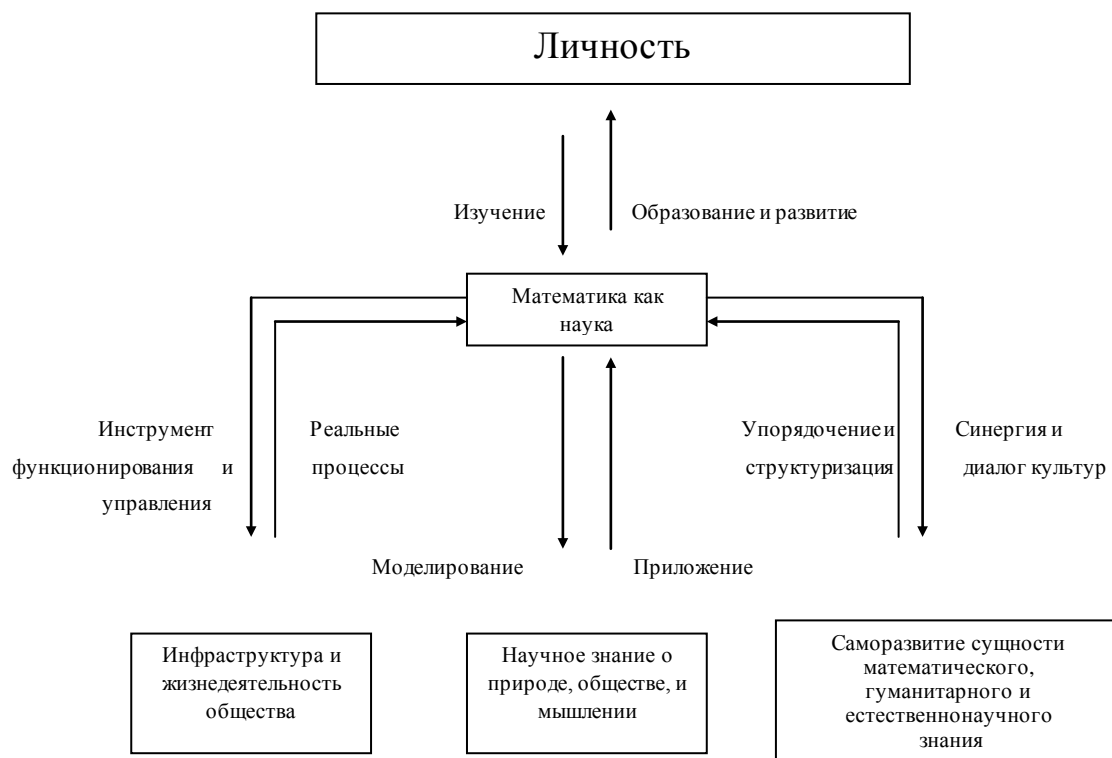 Личность
Изучение
Образование и развитие
Математика как
наука
Инструмент
функционирования и
управления
Реальные
процессы
Упорядочение и
структуризация
Синергия и
диалог культур
Моделирование
Приложение
Инфраструктура и
жизнедеятельность
общества
Научное знание о
природе, обществе, и
мышлении
Саморазвитие сущности
математического,
гуманитарного и
естественнонаучного
знания